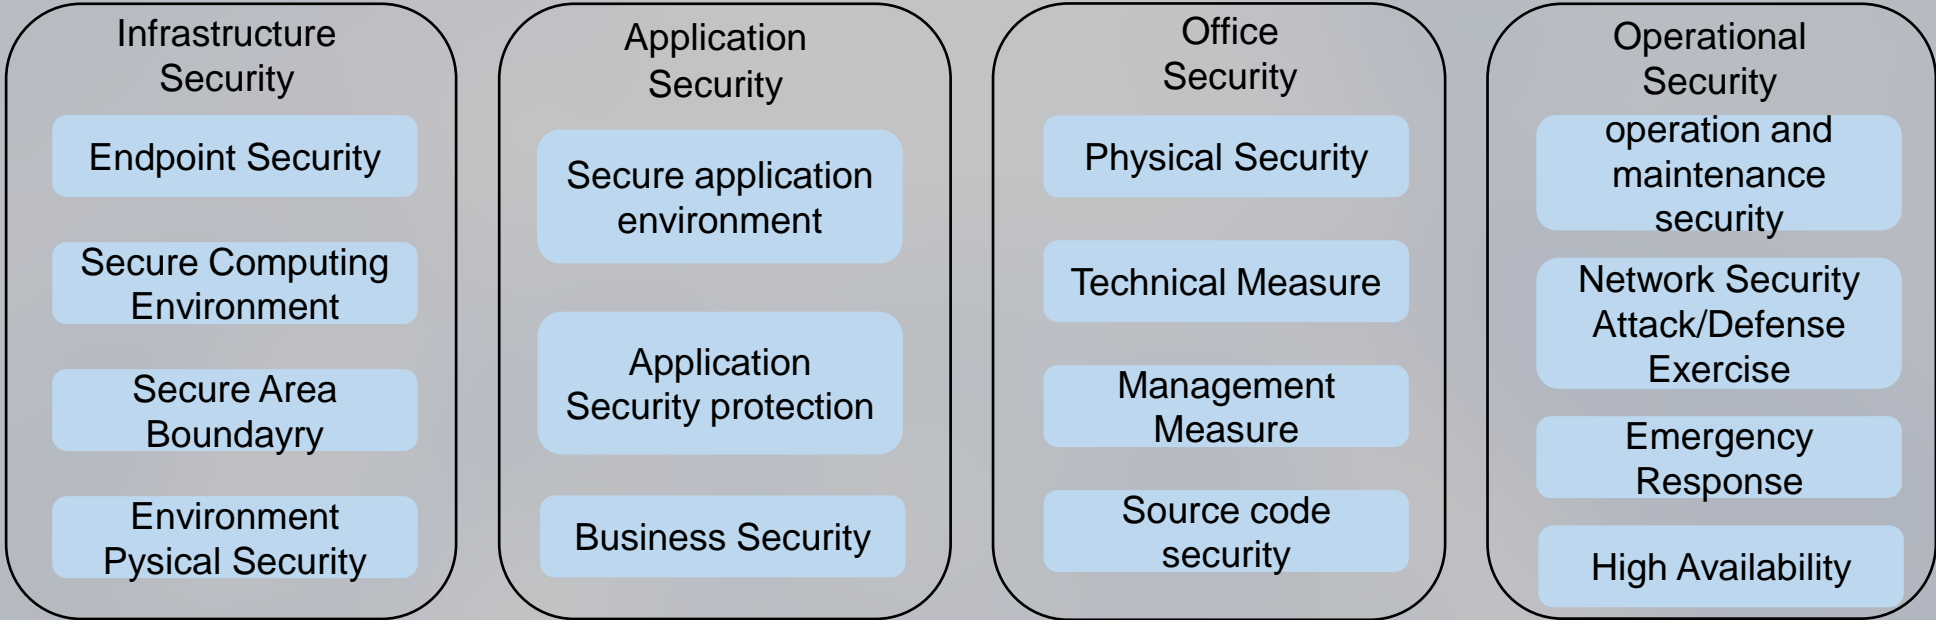 Infrastructure
Security
Endpoint Security
Secure Computing
Environment
Secure Area
Boundayry
Environment
Pysical Security
Application
Security
Secure application
environment
Application
Security protection
Business Security
Office
Security
Physical Security
Technical Measure
Management
Measure
Source code
security
Operational
Security
operation and
maintenance
security
Network Security
Attack/Defense
Exercise
Emergency
Response
High Availability